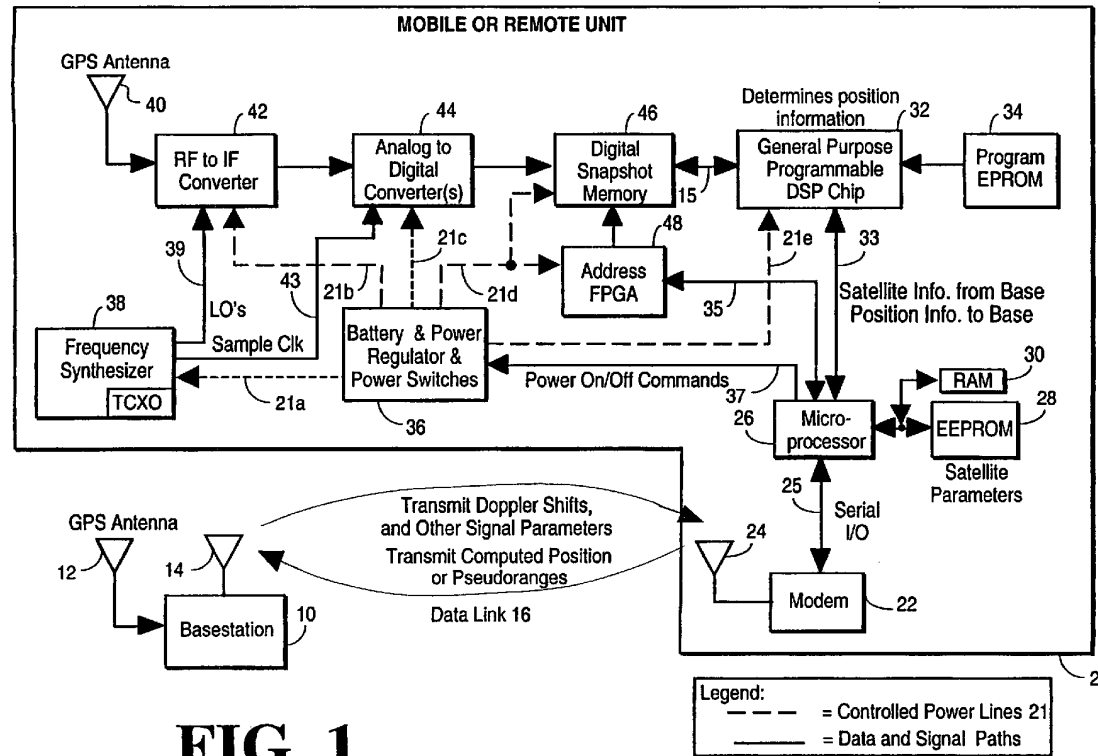 MOBILE OR REMOTE UNIT
GPS Antenna
40
42
RF to IF
Converter
44
Analog to
Digital
Converter(s)
46
Digital
Snapshot
Memory
15
Determines position
information
32
General Purpose
Programmable
DSP Chip
34
Program
EPROM
39
43
21b
21c
21d
48
Address
FPGA
21e
33
35
Satellite Info. from Base
Position Info. to Base
38
LO's
Sample Clk
Frequency
Synthesizer
TCXO
21a
Battery & Power
Regulator &
Power Switches
36
Power On/Off Commands
37
26
Micro-
processor
30
RAM
28
EEPROM
Satellite
Parameters
25
Serial
I/O
24
Modem
22
GPS Antenna
12
14
Basestation
10
Transmit Doppler Shifts,
and Other Signal Parameters
Transmit Computed Position
or Pseudoranges
Data Link 16
2
Legend:
= Controlled Power Lines 21
= Data and Signal Paths
FIG. 1